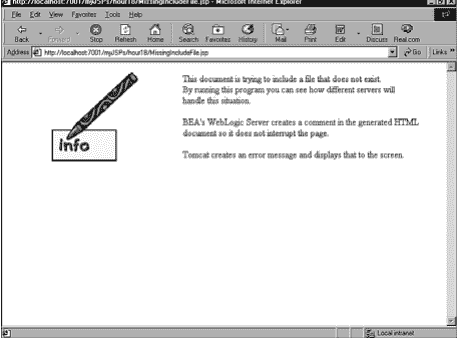 http://localhost:7001/myJSPs/hour18/MissingIncludeFile.jsp - Microsoft Internet Explorer
File Edit View Favorites Tools Help
Back Forward Stop Refresh Home Search Favorites History Mail Print Edit Discuss Real.com
Address http://localhost:7001/myJSPs/hour18/MissingIncludeFile.jsp Go Links »
This document is trying to include a file that does not exist.
By running this program you can see how different servers will
handle this situation.
info
BEA's WebLogic Server creates a comment in the generated HTML
document so it does not interrupt the page.
Tomcat creates an error message and displays that to the screen.
Local intranet